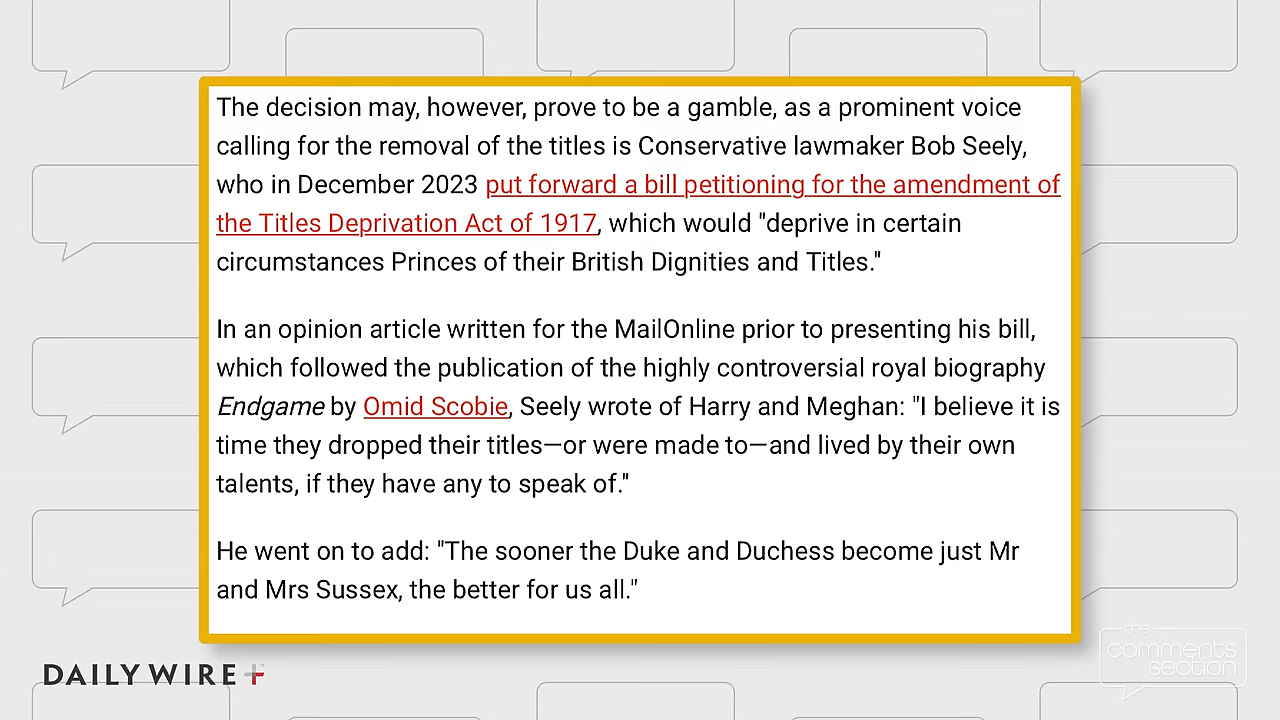 The decision may, however, prove to be a gamble, as a prominent voice
calling for the removal of the titles is Conservative lawmaker Bob Seely,
who in December 2023 put forward a bill petitioning for the amendment of
the Titles Deprivation Act of 1917, which would "deprive in certain
circumstances Princes of their British Dignities and Titles."
In an opinion article written for the MailOnline prior to presenting his bill,
which followed the publication of the highly controversial royal biography
Endgame by Omid Scobie, Seely wrote of Harry and Meghan: "I believe it is
time they dropped their titles—or were made to—and lived by their own
talents, if they have any to speak of."
He went on to add: "The sooner the Duke and Duchess become just Mr
and Mrs Sussex, the better for us all."
DAILY WIRE+
the
comments
section